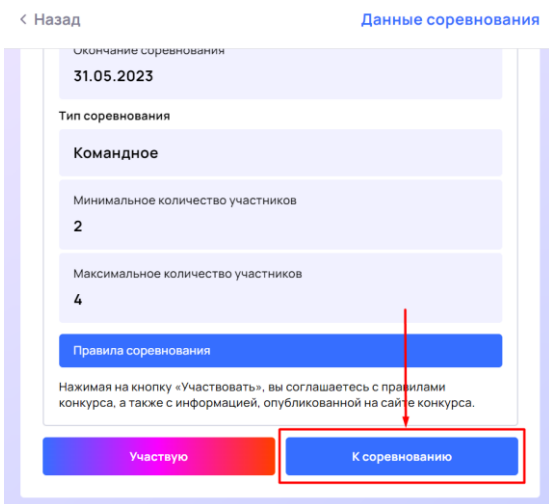 Назад
Данные соревнования
Окончание соревнования
31.05.2023
Тип соревнования
Командное
Минимальное количество участников
2
Максимальное количество участников
4
Правила соревнования
Нажимая на кнопку «Участвовать», вы соглашаетесь с правилами
конкурса, а также с информацией, опубликованной на сайте конкурса.
Участвую
К соревнованию